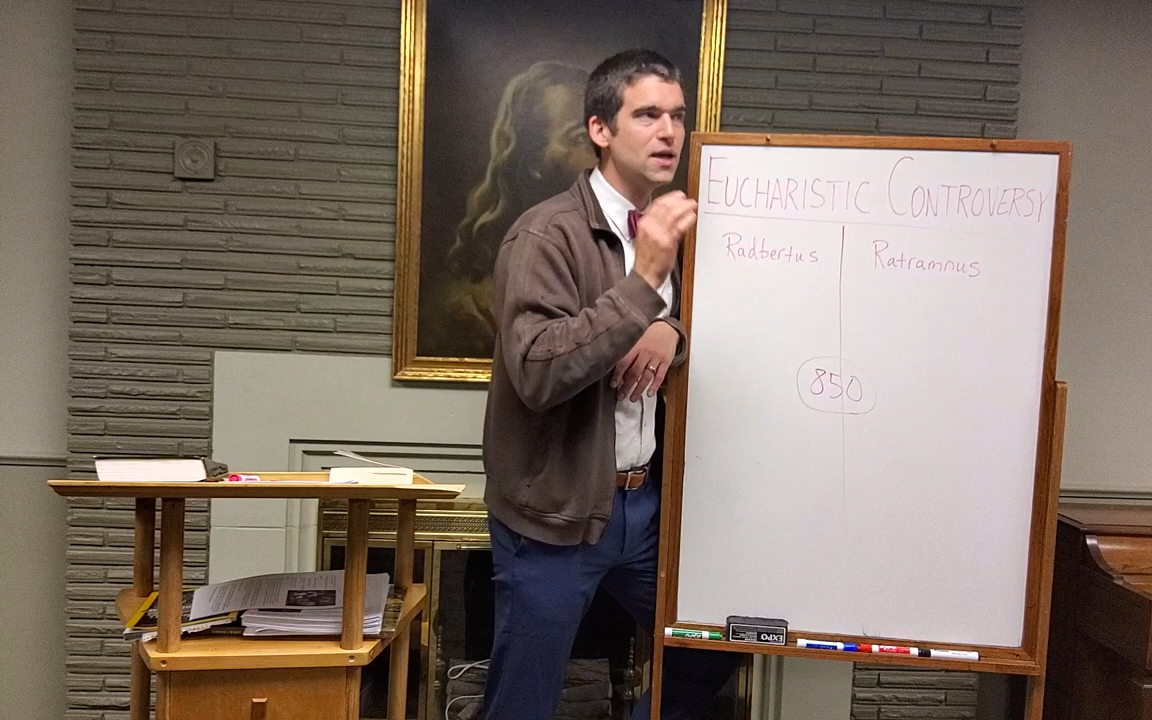 EUCHARISTIC CONTROVERSY
Radbertus
Ratramnus
850
EXPO